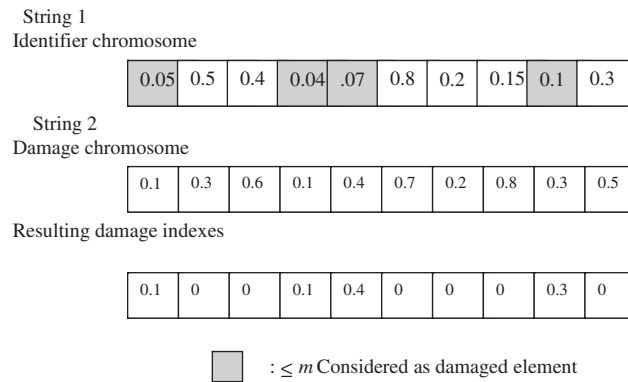 String 1
Identifier chromosome
0.05 0.5 0.4 0.04 .07 0.8 0.2 0.15 0.1 0.3
String 2
Damage chromosome
0.1 0.3 0.6 0.1 0.4 0.7 0.2 0.8 0.3 0.5
Resulting damage indexes
0.1 0 0 0.1 0.4 0 0 0 0.3 0
: ≤ m Considered as damaged element